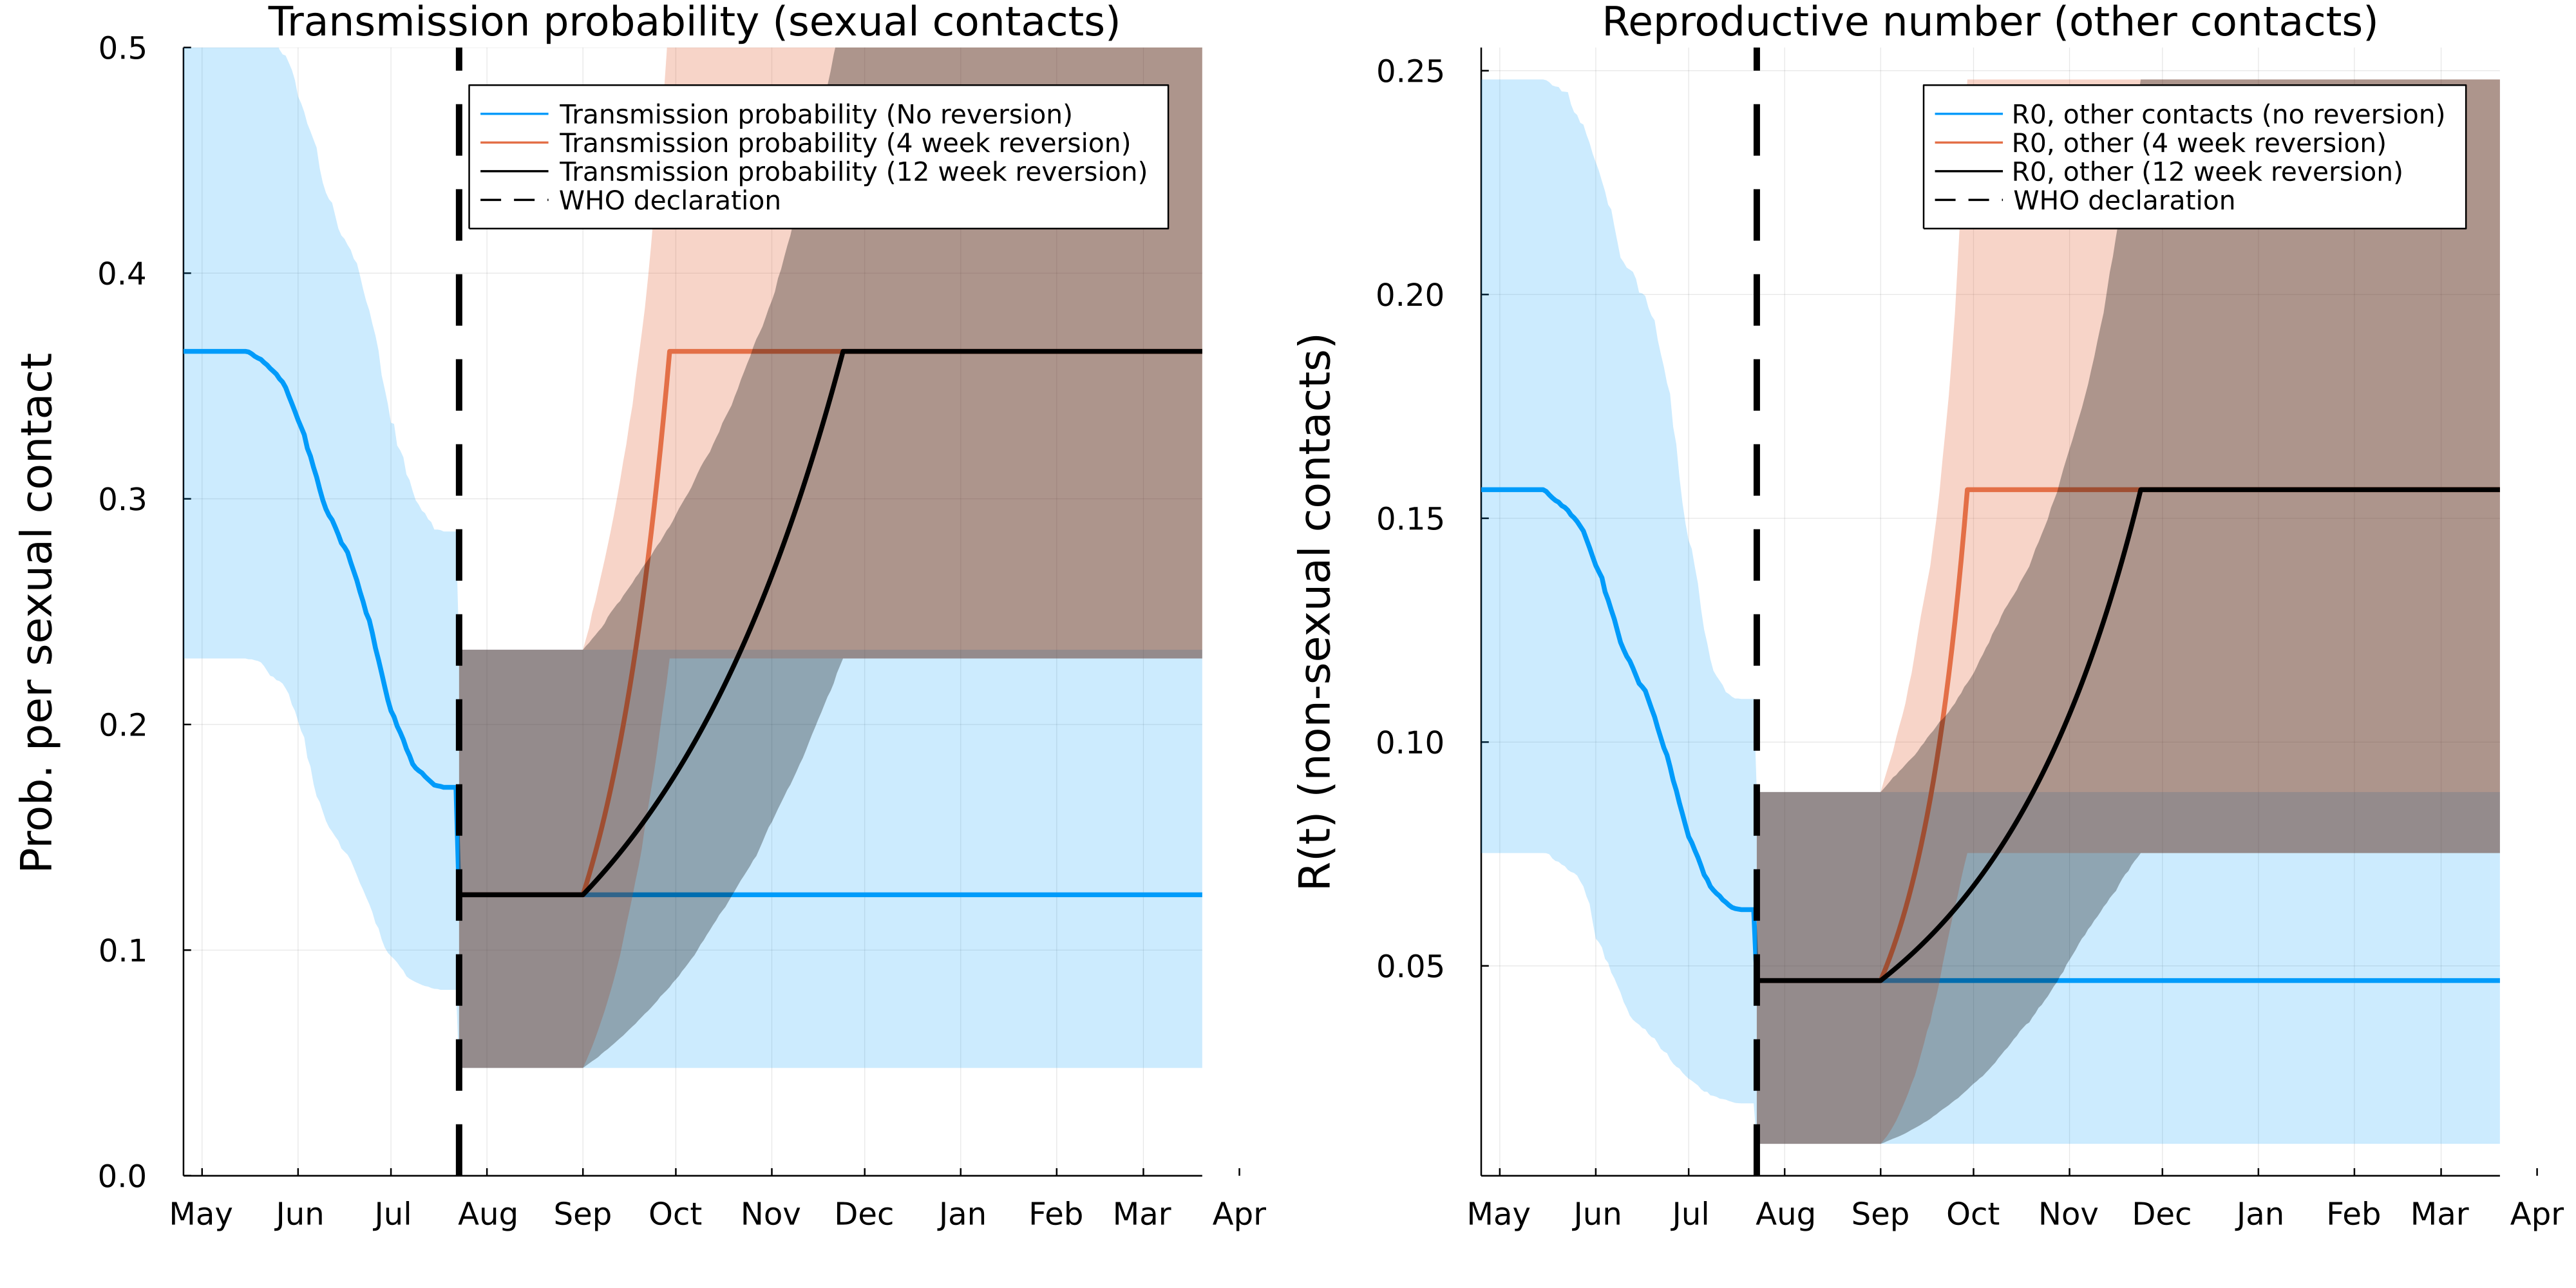 Transmission probability (sexual contacts)
Prob. per sexual contact
0.5
0.4
0.3
0.2
0.1
0.0
Transmission probability (No reversion)
Transmission probability (4 week reversion)
Transmission probability (12 week reversion)
WHO declaration
May Jun Jul Aug Sep Oct Nov Dec Jan Feb Mar Apr
Reproductive number (other contacts)
R(t) (non-sexual contacts)
0.25
0.20
0.15
0.10
0.05
R0, other contacts (no reversion)
R0, other (4 week reversion)
R0, other (12 week reversion)
WHO declaration
May Jun Jul Aug Sep Oct Nov Dec Jan Feb Mar Apr